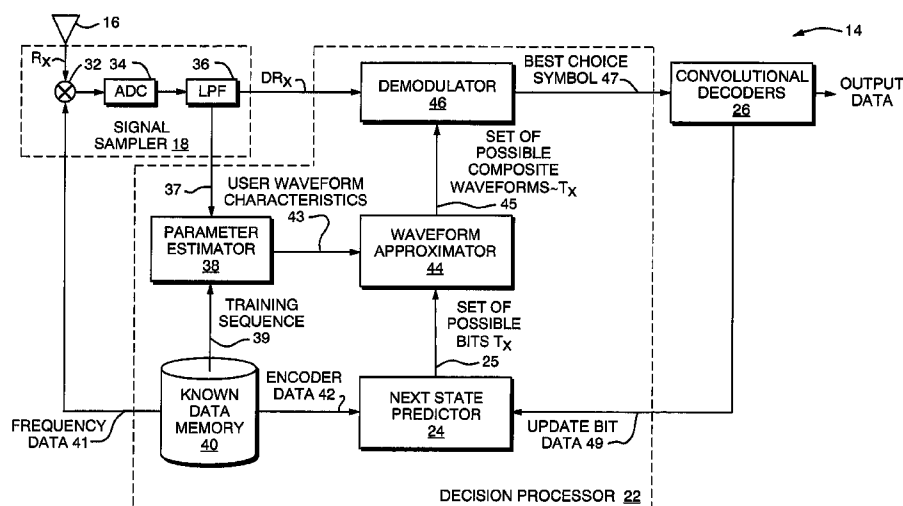 16
14
Rx
32
34
36
ADC
LPF
DRx
SIGNAL
SAMPLER 18
DEMODULATOR
46
BEST CHOICE
SYMBOL 47
CONVOLUTIONAL
DECODERS
26
OUTPUT
DATA
37
USER WAVEFORM
CHARACTERISTICS
43
SET OF
POSSIBLE
COMPOSITE
WAVEFORMS~Tx
45
PARAMETER
ESTIMATOR
38
WAVEFORM
APPROXIMATOR
44
TRAINING
SEQUENCE
39
SET OF
POSSIBLE
BITS Tx
25
KNOWN
DATA
MEMORY
40
ENCODER
DATA 42
NEXT STATE
PREDICTOR
24
FREQUENCY
DATA 41
UPDATE BIT
DATA 49
DECISION PROCESSOR 22